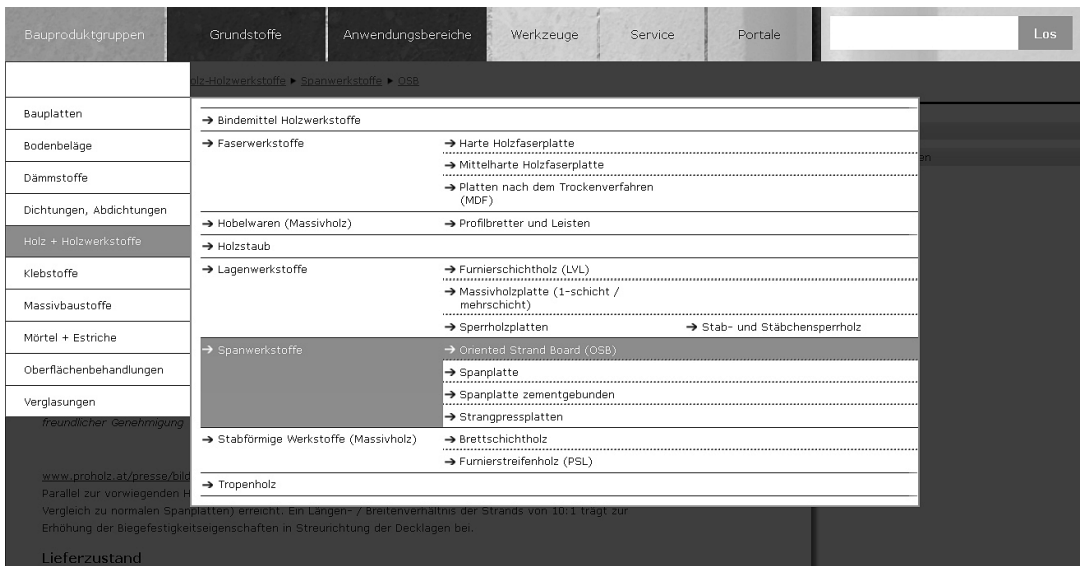 Bauproduktgruppen Grundstoffe Anwendungsbereiche Werkzeuge Service Portale Los
olz-Holzwerkstoffe ▶ Spanwerkstoffe ▶ OSB
Bauplatten
Bodenbeläge
Dämmstoffe
Dichtungen, Abdichtungen
Holz + Holzwerkstoffe
Klebstoffe
Massivbaustoffe
Mörtel + Estriche
Oberflächenbehandlungen
Verglasungen
➔ Bindemittel Holzwerkstoffe
➔ Faserwerkstoffe ➔ Harte Holzfaserplatte
➔ Mittelharte Holzfaserplatte
➔ Platten nach dem Trockenverfahren
(MDF)
➔ Hobelwaren (Massivholz) ➔ Profilbretter und Leisten
➔ Holzstaub
➔ Lagenwerkstoffe ➔ Furnierschichtholz (LVL)
➔ Massivholzplatte (1-schicht /
mehrschicht)
➔ Sperrholzplatten ➔ Stab- und Stäbchensperrholz
➔ Spanwerkstoffe ➔ Oriented Strand Board (OSB)
➔ Spanplatte
➔ Spanplatte zementgebunden
➔ Strangpressplatten
➔ Stabförmige Werkstoffe (Massivholz) ➔ Brettschichtholz
➔ Furnierstreifenholz (PSL)
➔ Tropenholz
en
freundlicher Genehmigung
www.proholz.at/presse/bild
Parallel zur vorwiegenden H
Vergleich zu normalen Spanplatten) erreicht. Ein Längen- / Breitenverhältnis der Strands von 10:1 trägt zur
Erhöhung der Biegefestigkeitseigenschaften in Streurichtung der Decklagen bei.
Lieferzustand